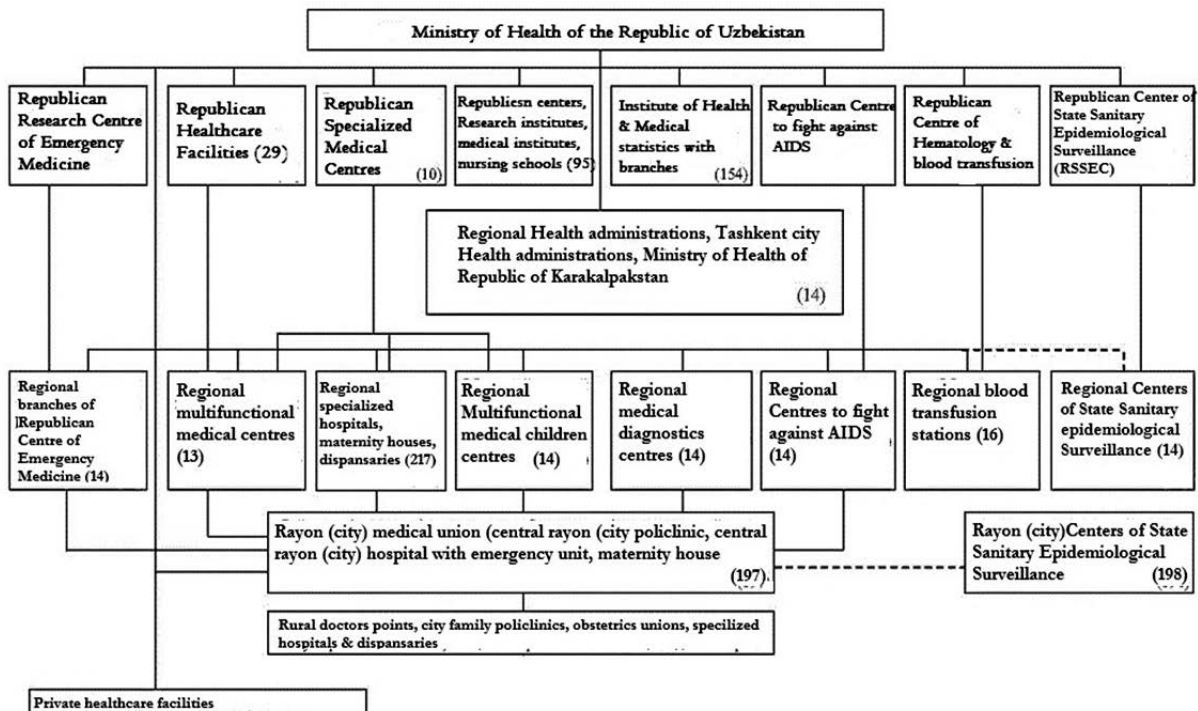 Ministry of Health of the Republic of Uzbekistan
Republican
Research Centre
of Emergency
Medicine
Republican
Healthcare
Facilities (29)
Republican
Specialized
Medical
Centres
(10)
Republicsn centers,
Research institutes,
medical institutes,
nursing schools (95)
Institute of Health
& Medical
statistics with
branches
(154)
Republican Centre
to fight against
AIDS
Republican
Centre of
Hematology &
blood transfusion
Republican Center of
State Sanitary
Epidemiological
Surveillance
(RSSEC)
Regional Health administrations, Tashkent city
Health administrations, Ministry of Health of
Republic of Karakalpakstan
(14)
Regional
branches of
Republican
Centre of
Emergency
Medicine (14)
Regional
multifunctional
medical centres
(13)
Regional
specialized
hospitals,
maternity houses,
dispansaries (217)
Regional
Multifunctional
medical children
centres (14)
Regional
medical
diagnostics
centres (14)
Regional
Centres to fight
against AIDS
(14)
Regional blood
transfusion
stations (16)
Regional Centers
of State Sanitary
epidemiological
Surveillance (14)
Rayon (city) medical union (central rayon (city policlinic, central
rayon (city) hospital with emergency unit, maternity house
(197)
Rayon (city)Centers of State
Sanitary Epidemiological
Surveillance (198)
Rural doctors points, city family policlinics, obstetrics unions, specilized
hospitals & dispansaries
Private healthcare facilities